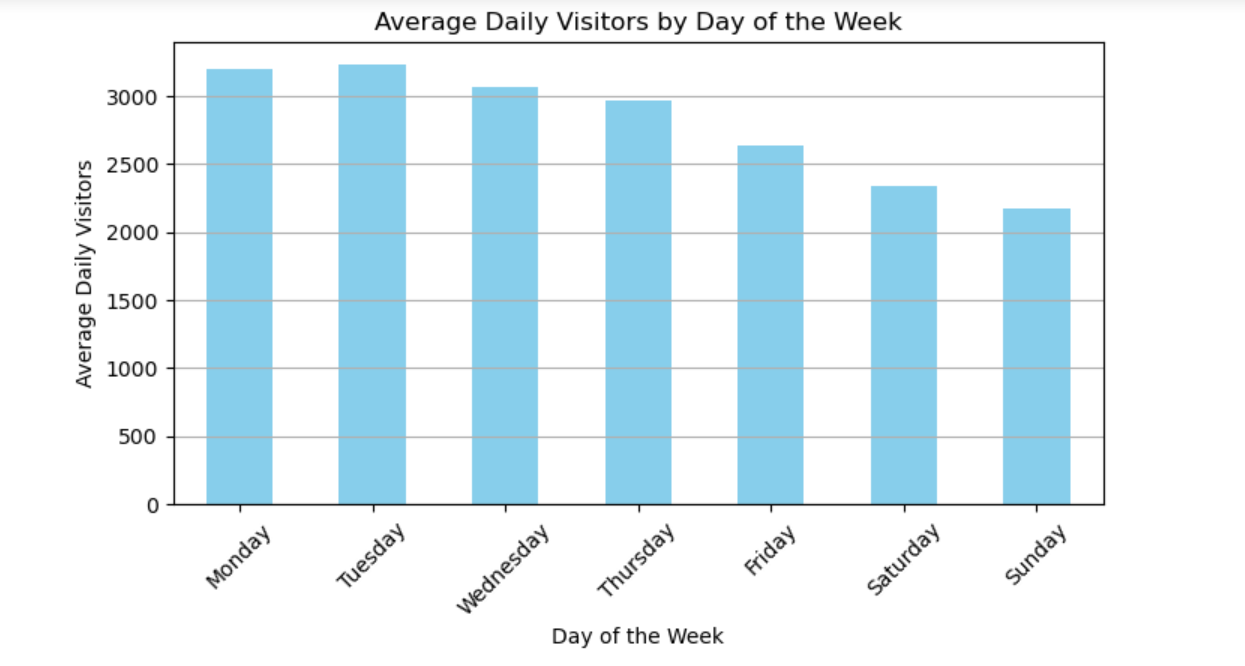 Average Daily Visitors by Day of the Week
Average Daily Visitors
3000
2500
2000
1500
1000
500
0
Monday
Tuesday
Wednesday
Thursday
Friday
Saturday
Sunday
Day of the Week